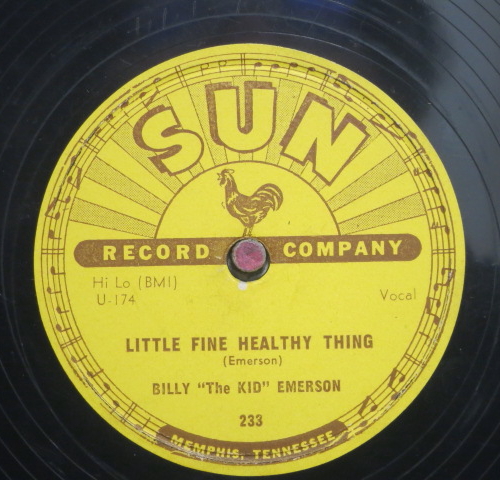 SUN
RECORD COMPANY
Hi Lo (BMI)
U-174
Vocal
LITTLE FINE HEALTHY THING
(Emerson)
BILLY "The KID" EMERSON
233
MEMPHIS, TENNESSEE